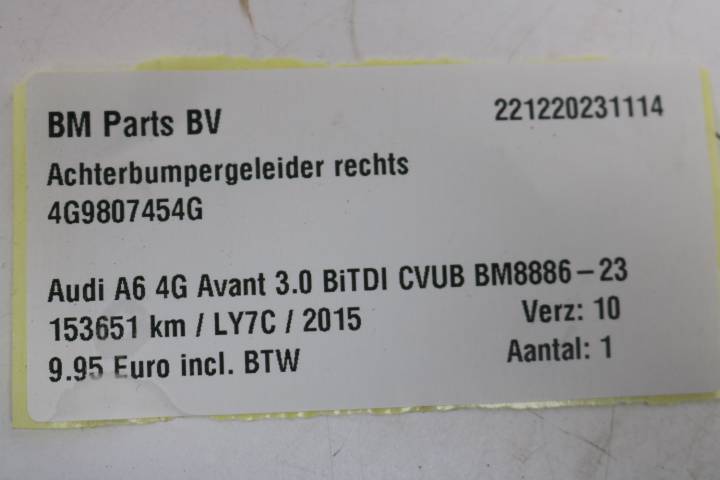 BM Parts BV 221220231114
Achterbumpergeleider rechts
4G9807454G
Audi A6 4G Avant 3.0 BiTDI CVUB BM8886-23
153651 km / LY7C / 2015 Verz: 10
9.95 Euro incl. BTW Aantal: 1